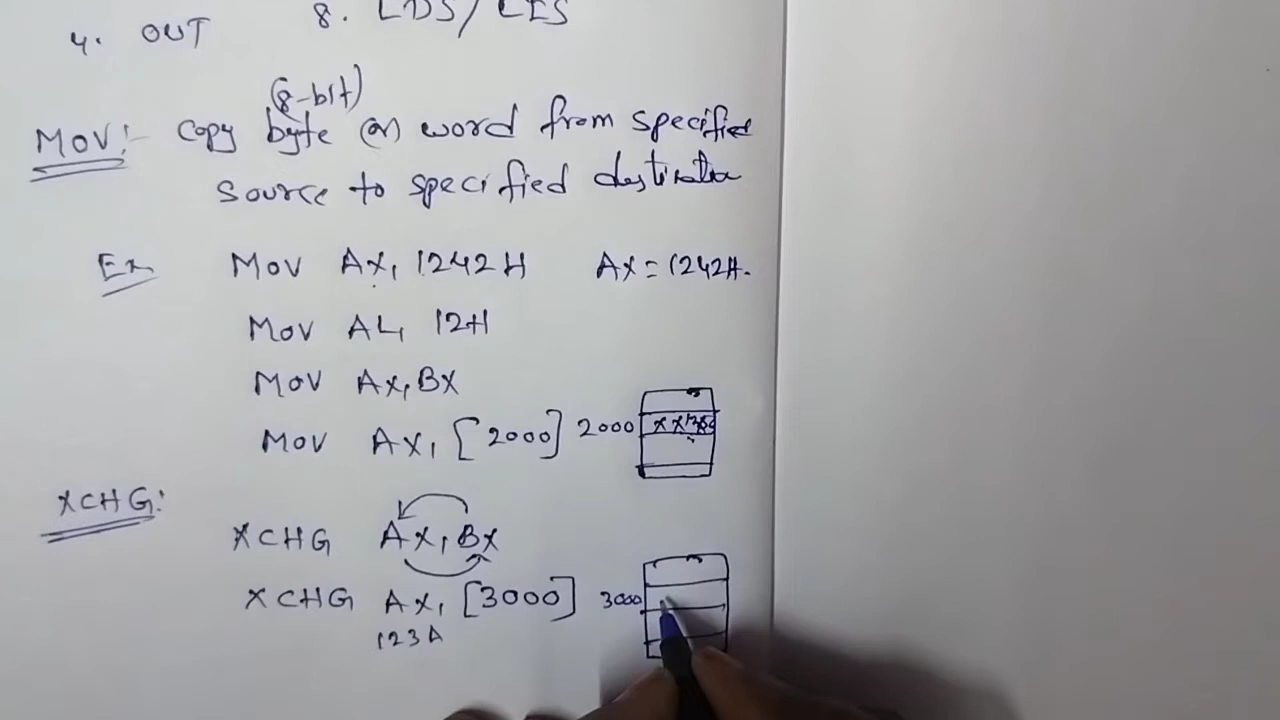 4. OUT 8. LDS/LES
(8-bit)
MOV:- Copy byte (or) word from specified
source to specified destination
Ex MOV AX, 1242H AX = 1242H.
MOV AL, 12H
MOV AX, BX
MOV AX, [2000] 2000
XCHG:
XCHG AX, BX
XCHG AX, [3000] 3000
123A